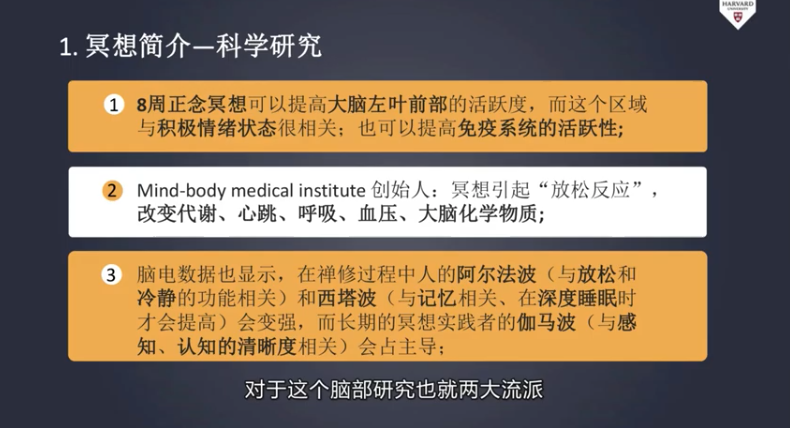 HARVARD
UNIVERSITY
1. 冥想简介—科学研究
1 8周正念冥想可以提高大脑左叶前部的活跃度，而这个区域
与积极情绪状态很相关；也可以提高免疫系统的活跃性;
2 Mind-body medical institute 创始人：冥想引起“放松反应”，
改变代谢、心跳、呼吸、血压、大脑化学物质;
3 脑电数据也显示，在禅修过程中人的阿尔法波（与放松和
冷静的功能相关）和西塔波（与记忆相关、在深度睡眠时
才会提高）会变强，而长期的冥想实践者的伽马波（与感
知、认知的清晰度相关）会占主导；
对于这个脑部研究也就两大流派